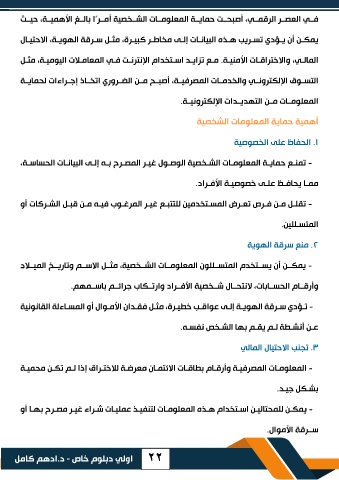 في العصر الرقمي، أصبحت حماية المعلومات الشخصية أمرًا بالغ الأهمية، حيث
يمكن أن يؤدي تسريب هذه البيانات إلى مخاطر كبيرة، مثل سرقة الهوية، الاحتيال
المالي، والاختراقات الأمنية. مع تزايد استخدام الإنترنت في المعاملات اليومية، مثل
التسوق الإلكتروني والخدمات المصرفية، أصبح من الضروري اتخاذ إجراءات لحماية
المعلومات من التهديدات الإلكترونية.
أهمية حماية المعلومات الشخصية
١. الحفاظ على الخصوصية
- تمنع حماية المعلومات الشخصية الوصول غير المصرح به إلى البيانات الحساسة،
مما يحافظ على خصوصية الأفراد.
- تقلل من فرص تعرض المستخدمين للتتبع غير المرغوب فيه من قبل الشركات أو
المتسللين.
٢. منع سرقة الهوية
- يمكن أن يستخدم المتسللون المعلومات الشخصية، مثل الاسم وتاريخ الميلاد
وأرقام الحسابات، لانتحال شخصية الأفراد وارتكاب جرائم باسمهم.
- تؤدي سرقة الهوية إلى عواقب خطيرة، مثل فقدان الأموال أو المساءلة القانونية
عن أنشطة لم يقم بها الشخص نفسه.
٣. تجنب الاحتيال المالي
- المعلومات المصرفية وأرقام بطاقات الائتمان معرضة للاختراق إذا لم تكن محمية
بشكل جيد.
- يمكن للمحتالين استخدام هذه المعلومات لتنفيذ عمليات شراء غير مصرح بها أو
سرقة الأموال.
٢٢ اولي دبلوم خاص - د.ادهم كامل